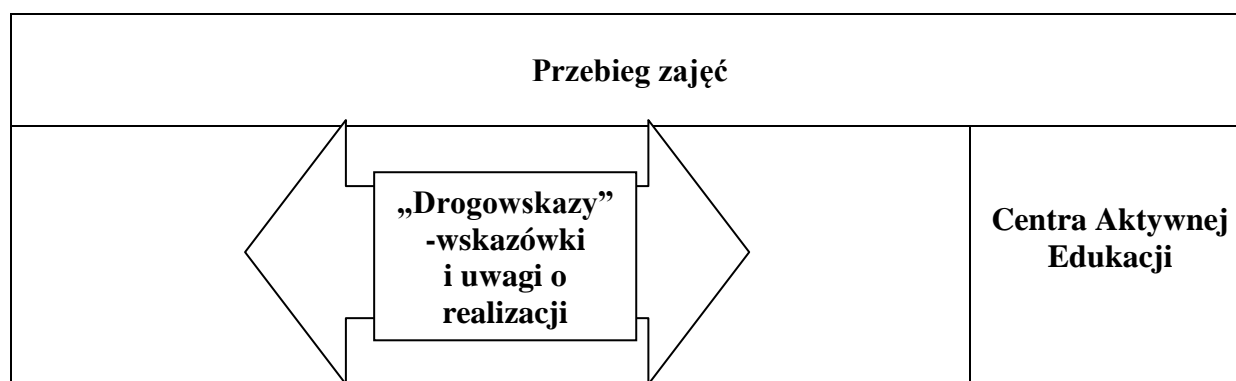 Przebieg zajęć
„Drogowskazy”
-wskazówki
i uwagi o
realizacji
Centra Aktywnej
Edukacji